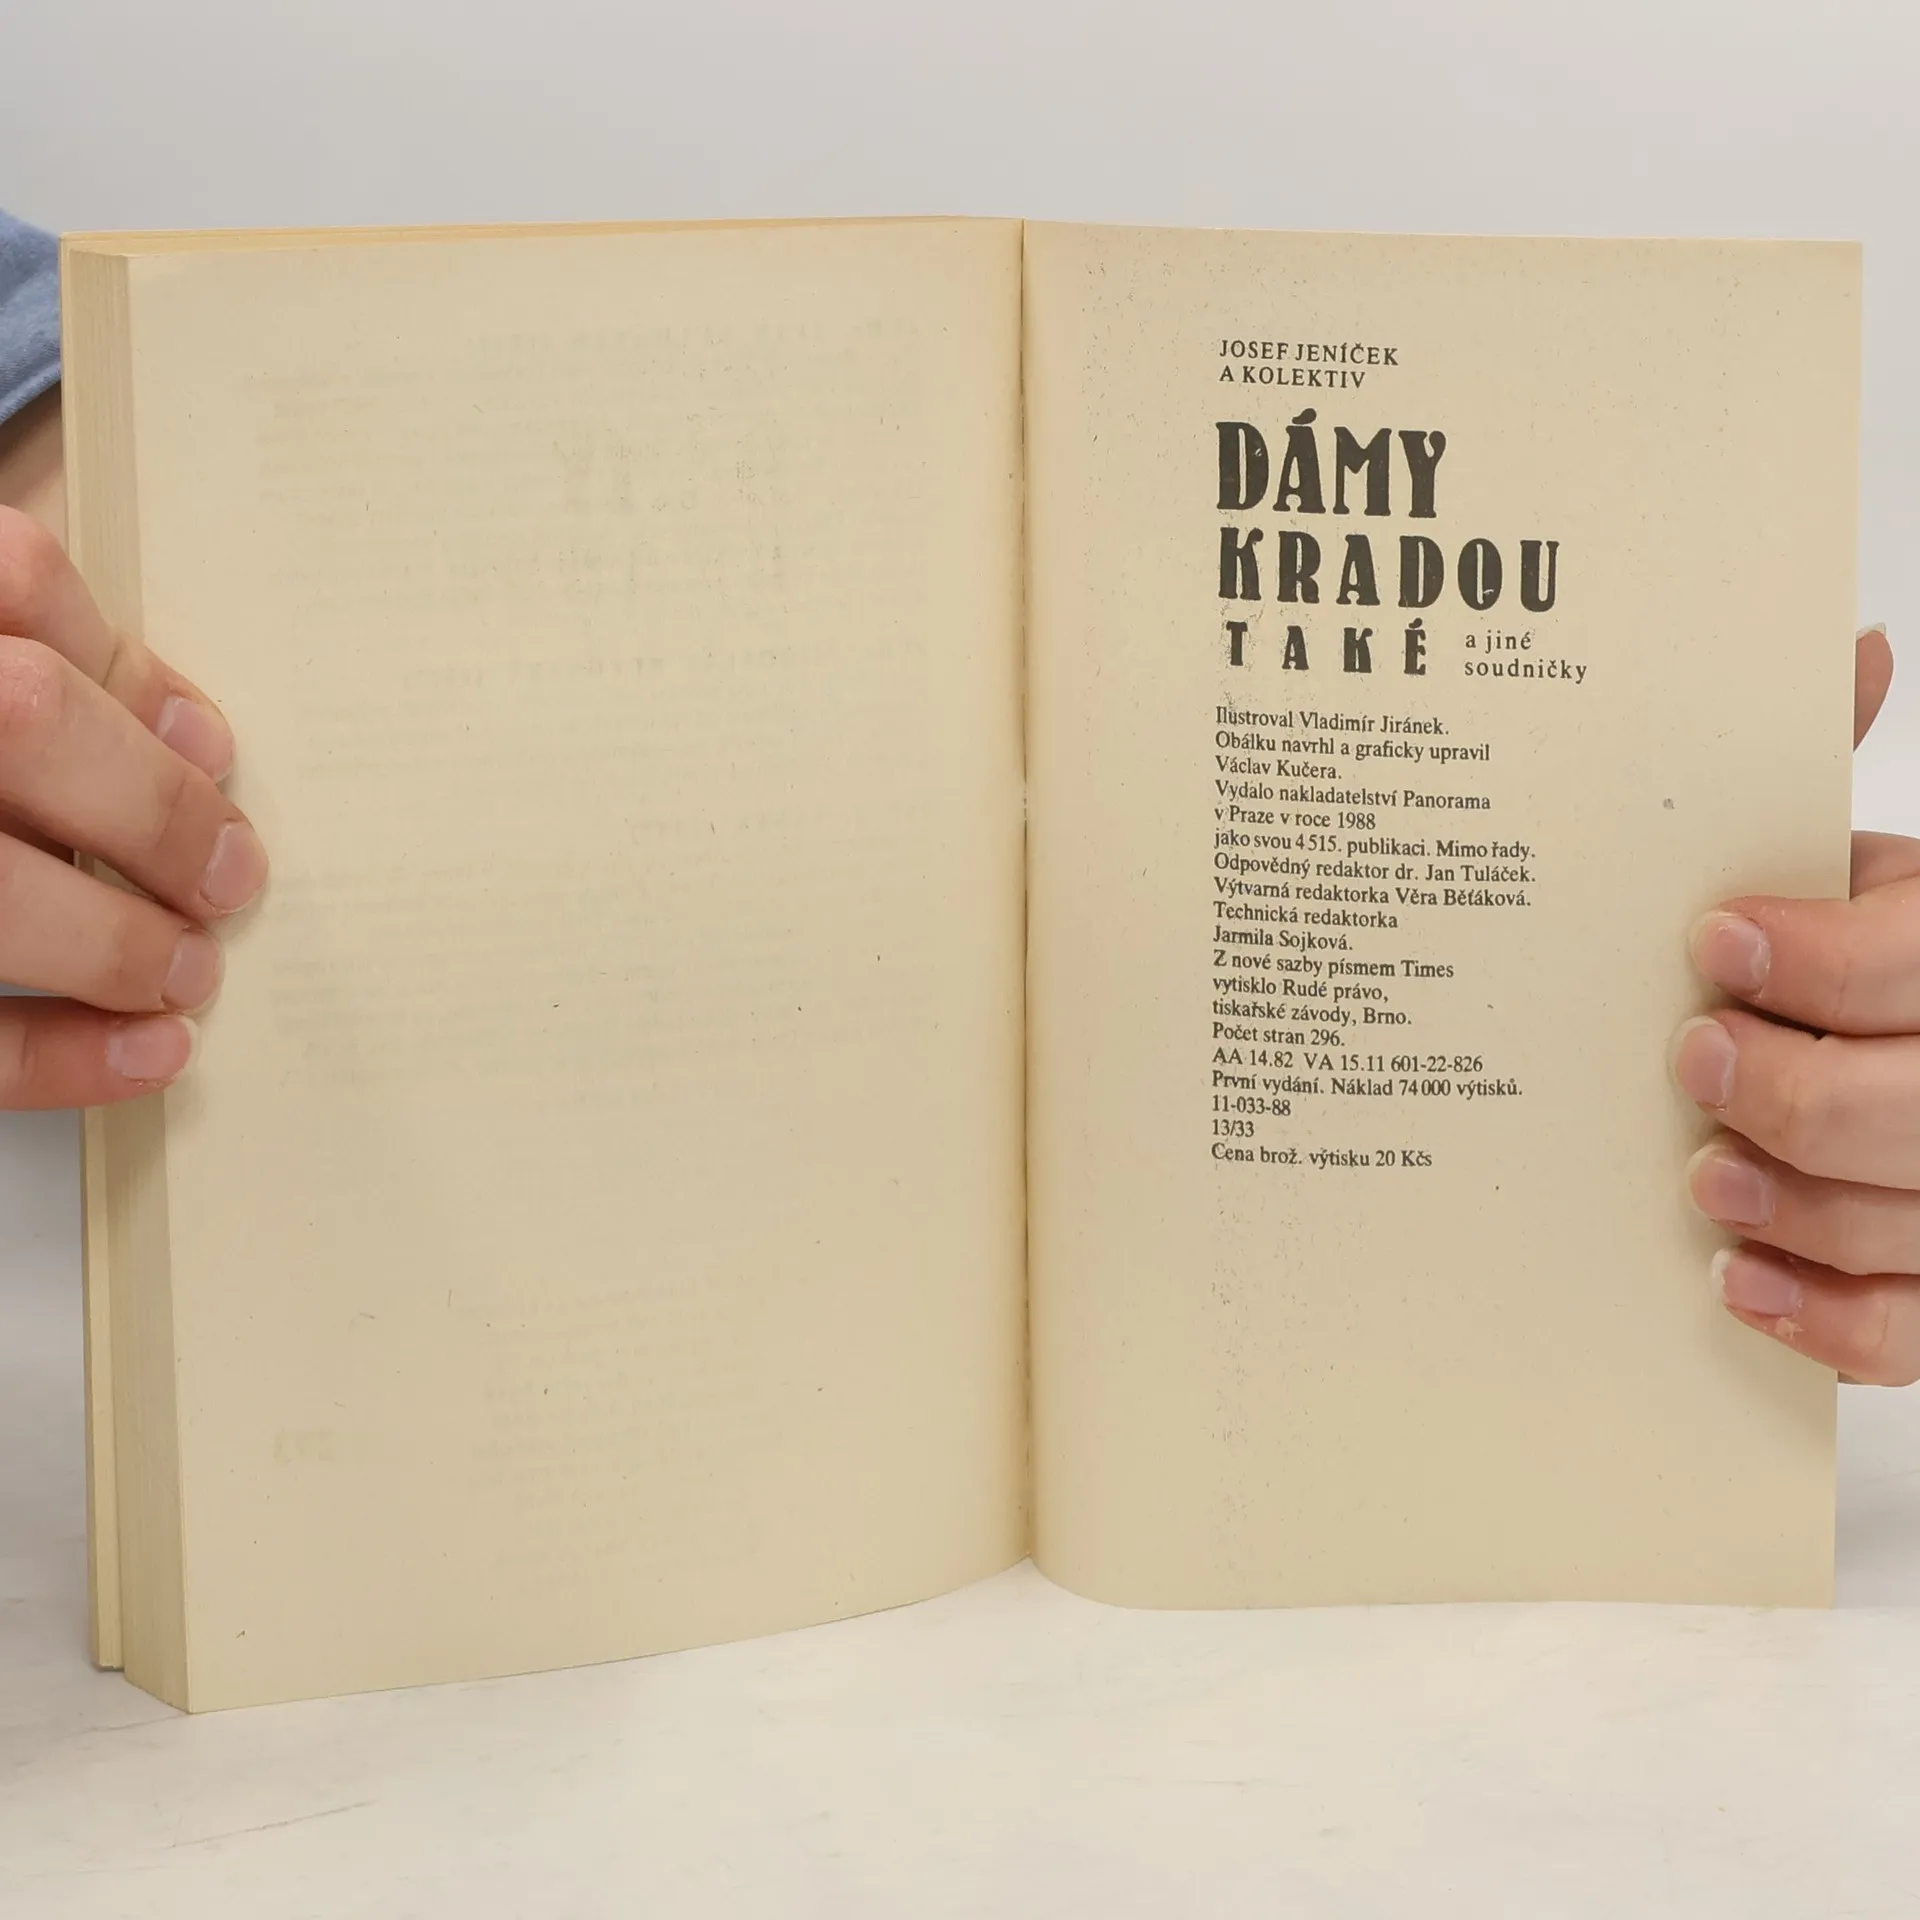 JOSEF JENÍČEK
A KOLEKTIV
DÁMY
KRADOU
TAKÉ
a jiné
soudničky
Ilustroval Vladimír Jiránek.
Obálku navrhl a graficky upravil
Václav Kučera.
Vydalo nakladatelství Panorama
v Praze v roce 1988
jako svou 4 515. publikaci. Mimo řady.
Odpovědný redaktor dr. Jan Tuláček.
Výtvarná redaktorka Věra Běťáková.
Technická redaktorka
Jarmila Sojková.
Z nové sazby písmem Times
vytisklo Rudé právo,
tiskařské závody, Brno.
Počet stran 296.
AA 14.82 VA 15.11 601-22-826
První vydání. Náklad 74 000 výtisků.
11-033-88
13/33
Cena brož. výtisku 20 Kčs